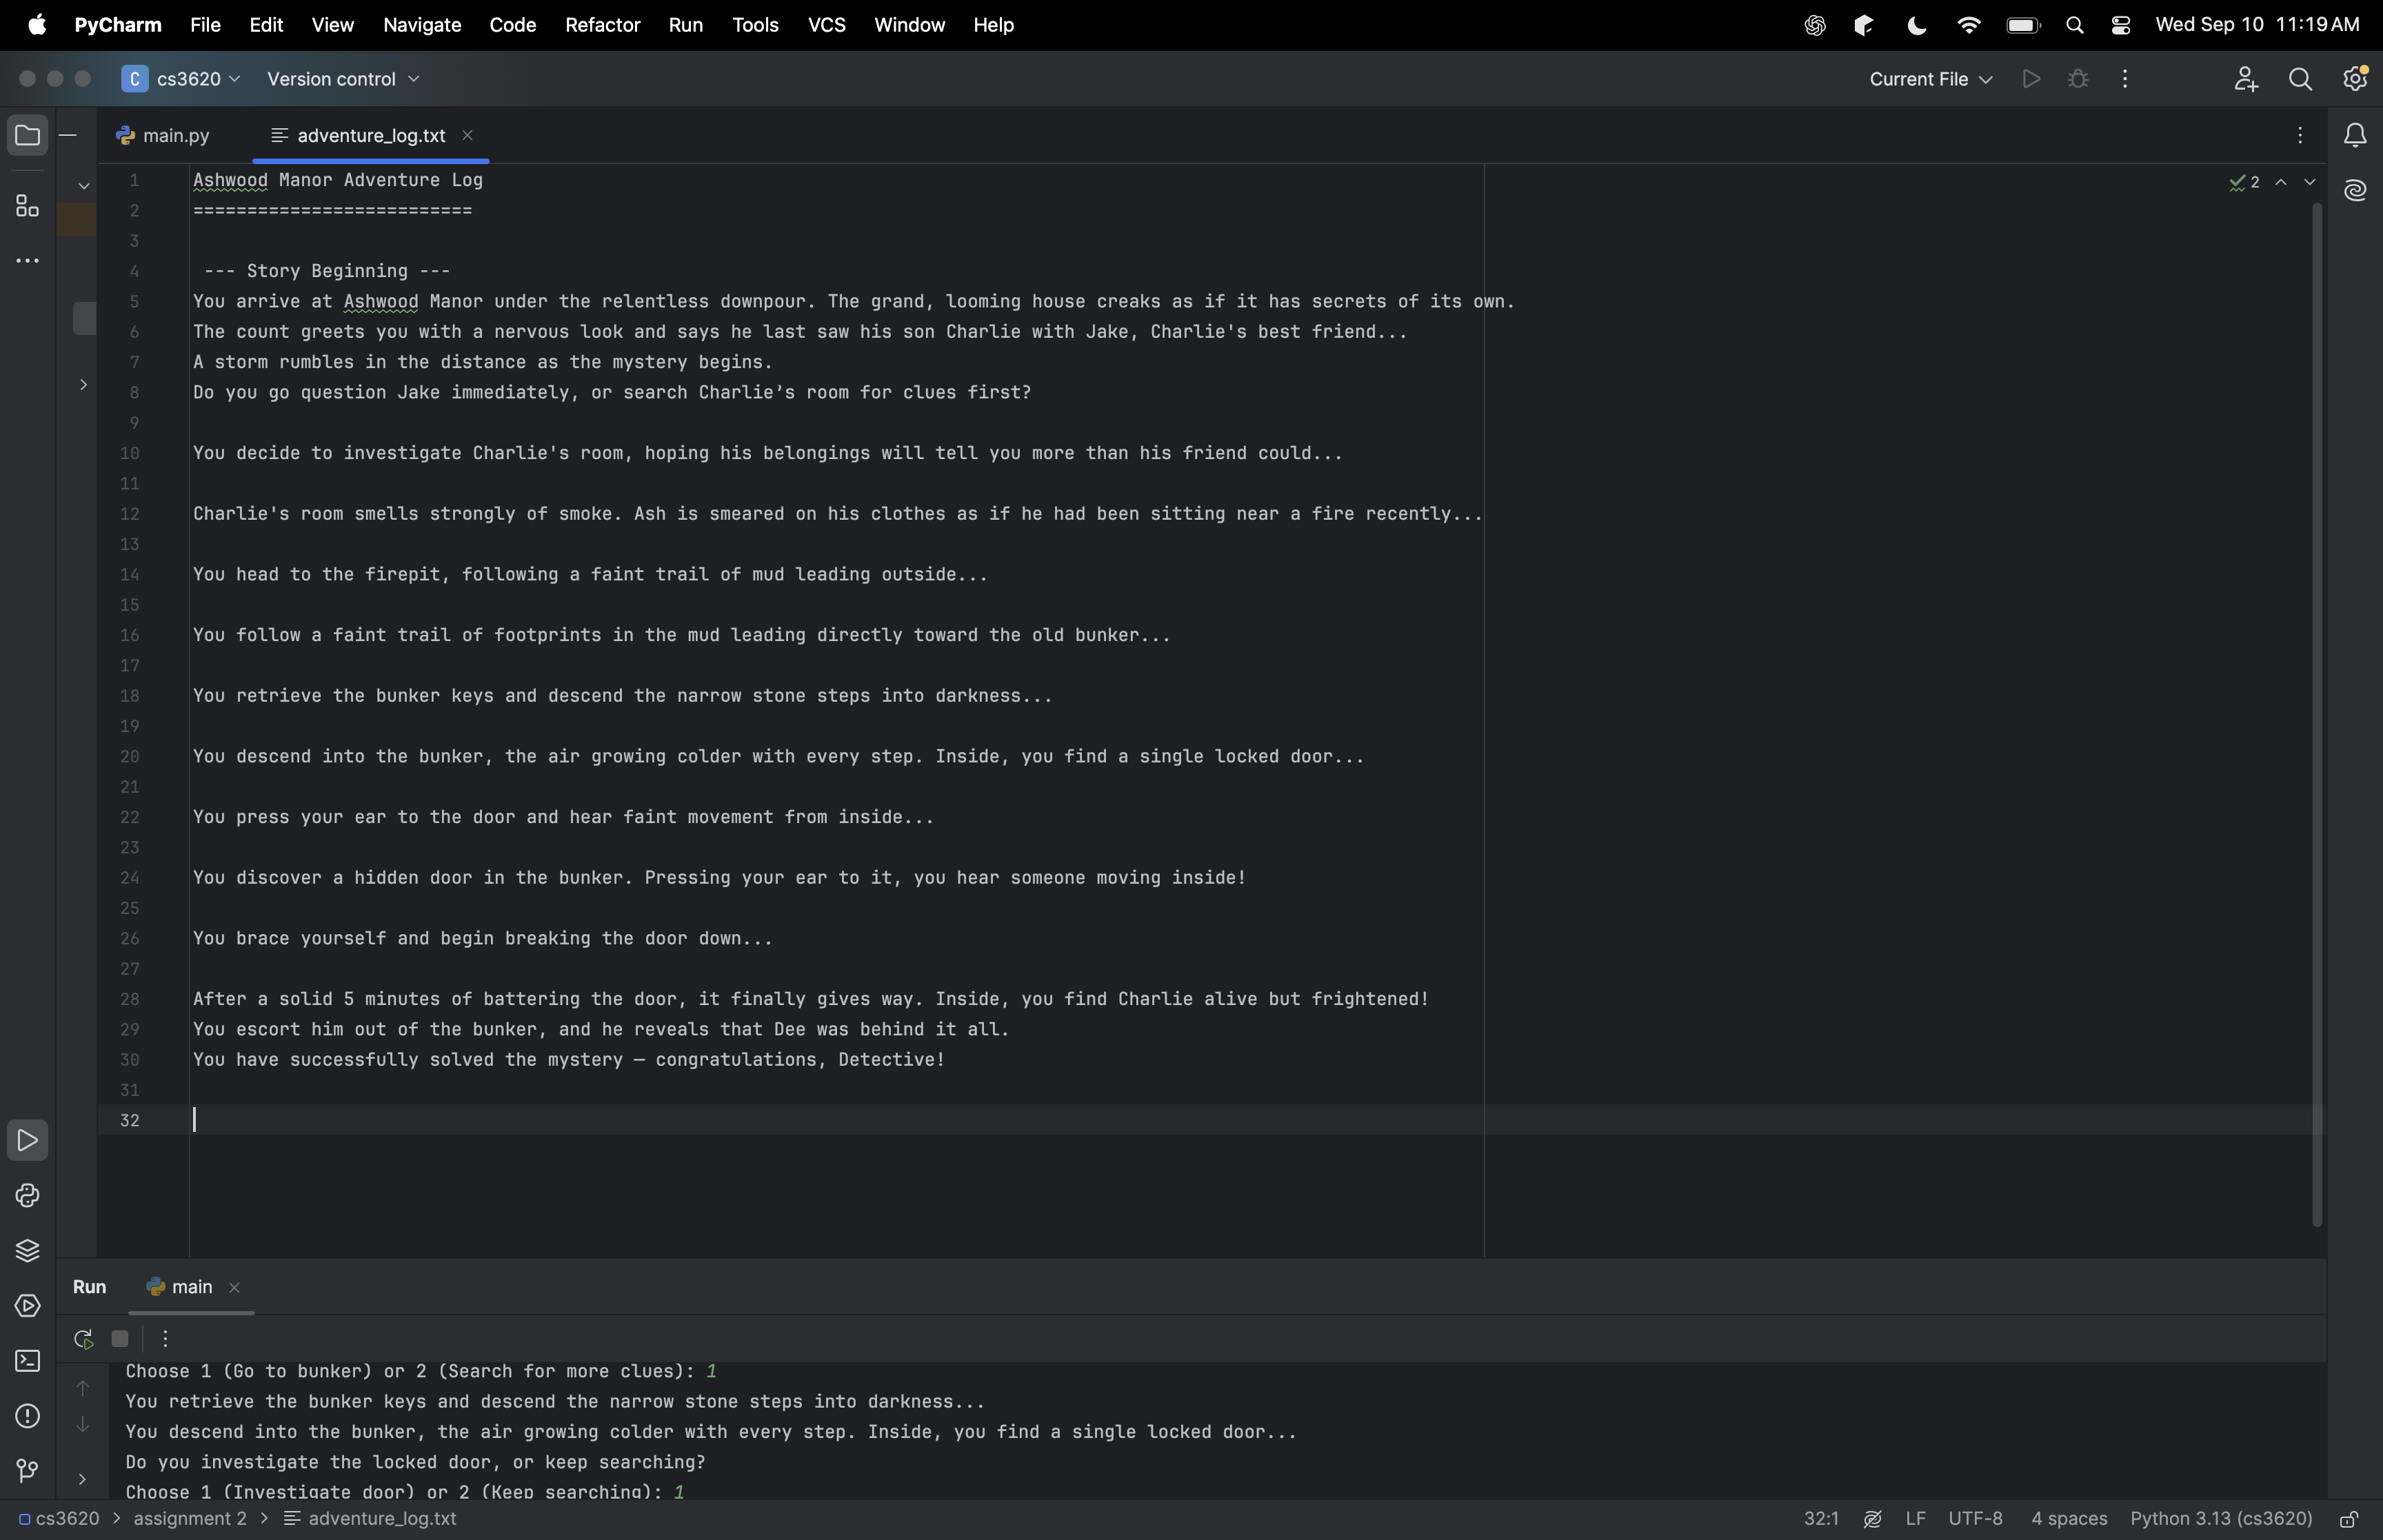 PyCharm File Edit View Navigate Code Refactor Run Tools VCS Window Help Wed Sep 10 11:19 AM
C cs3620 Version control Current File
main.py adventure_log.txt
2
1 Ashwood Manor Adventure Log
2 ==========================
3
4 --- Story Beginning ---
5 You arrive at Ashwood Manor under the relentless downpour. The grand, looming house creaks as if it has secrets of its own.
6 The count greets you with a nervous look and says he last saw his son Charlie with Jake, Charlie's best friend...
7 A storm rumbles in the distance as the mystery begins.
8 Do you go question Jake immediately, or search Charlie’s room for clues first?
9
10 You decide to investigate Charlie's room, hoping his belongings will tell you more than his friend could...
11
12 Charlie's room smells strongly of smoke. Ash is smeared on his clothes as if he had been sitting near a fire recently...
13
14 You head to the firepit, following a faint trail of mud leading outside...
15
16 You follow a faint trail of footprints in the mud leading directly toward the old bunker...
17
18 You retrieve the bunker keys and descend the narrow stone steps into darkness...
19
20 You descend into the bunker, the air growing colder with every step. Inside, you find a single locked door...
21
22 You press your ear to the door and hear faint movement from inside...
23
24 You discover a hidden door in the bunker. Pressing your ear to it, you hear someone moving inside!
25
26 You brace yourself and begin breaking the door down...
27
28 After a solid 5 minutes of battering the door, it finally gives way. Inside, you find Charlie alive but frightened!
29 You escort him out of the bunker, and he reveals that Dee was behind it all.
30 You have successfully solved the mystery — congratulations, Detective!
31
32
Run main
Choose 1 (Go to bunker) or 2 (Search for more clues): 1
You retrieve the bunker keys and descend the narrow stone steps into darkness...
You descend into the bunker, the air growing colder with every step. Inside, you find a single locked door...
Do you investigate the locked door, or keep searching?
Choose 1 (Investigate door) or 2 (Keep searching): 1
cs3620 > assignment 2 > adventure_log.txt 32:1 LF UTF-8 4 spaces Python 3.13 (cs3620)